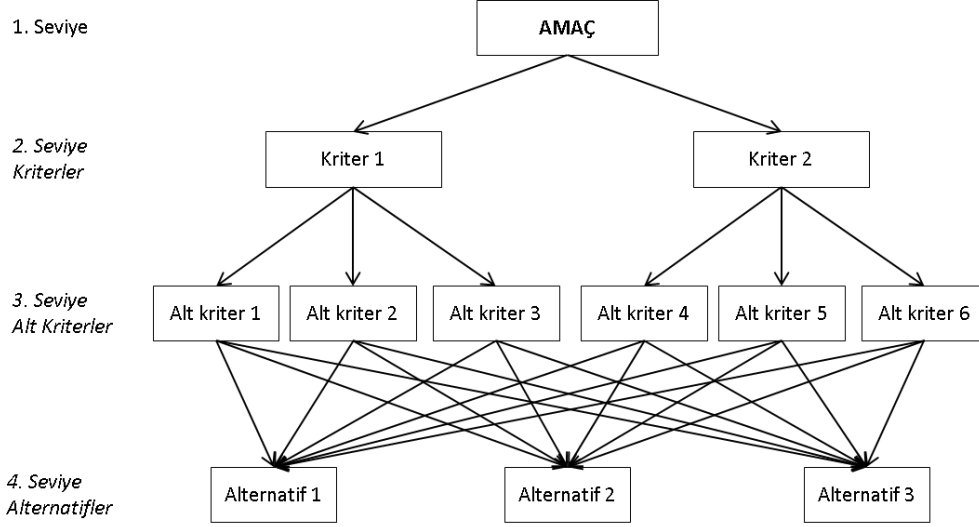 1. Seviye
AMAÇ
2. Seviye
Kriterler
Kriter 1
Kriter 2
3. Seviye
Alt Kriterler
Alt kriter 1
Alt kriter 2
Alt kriter 3
Alt kriter 4
Alt kriter 5
Alt kriter 6
4. Seviye
Alternatifler
Alternatif 1
Alternatif 2
Alternatif 3